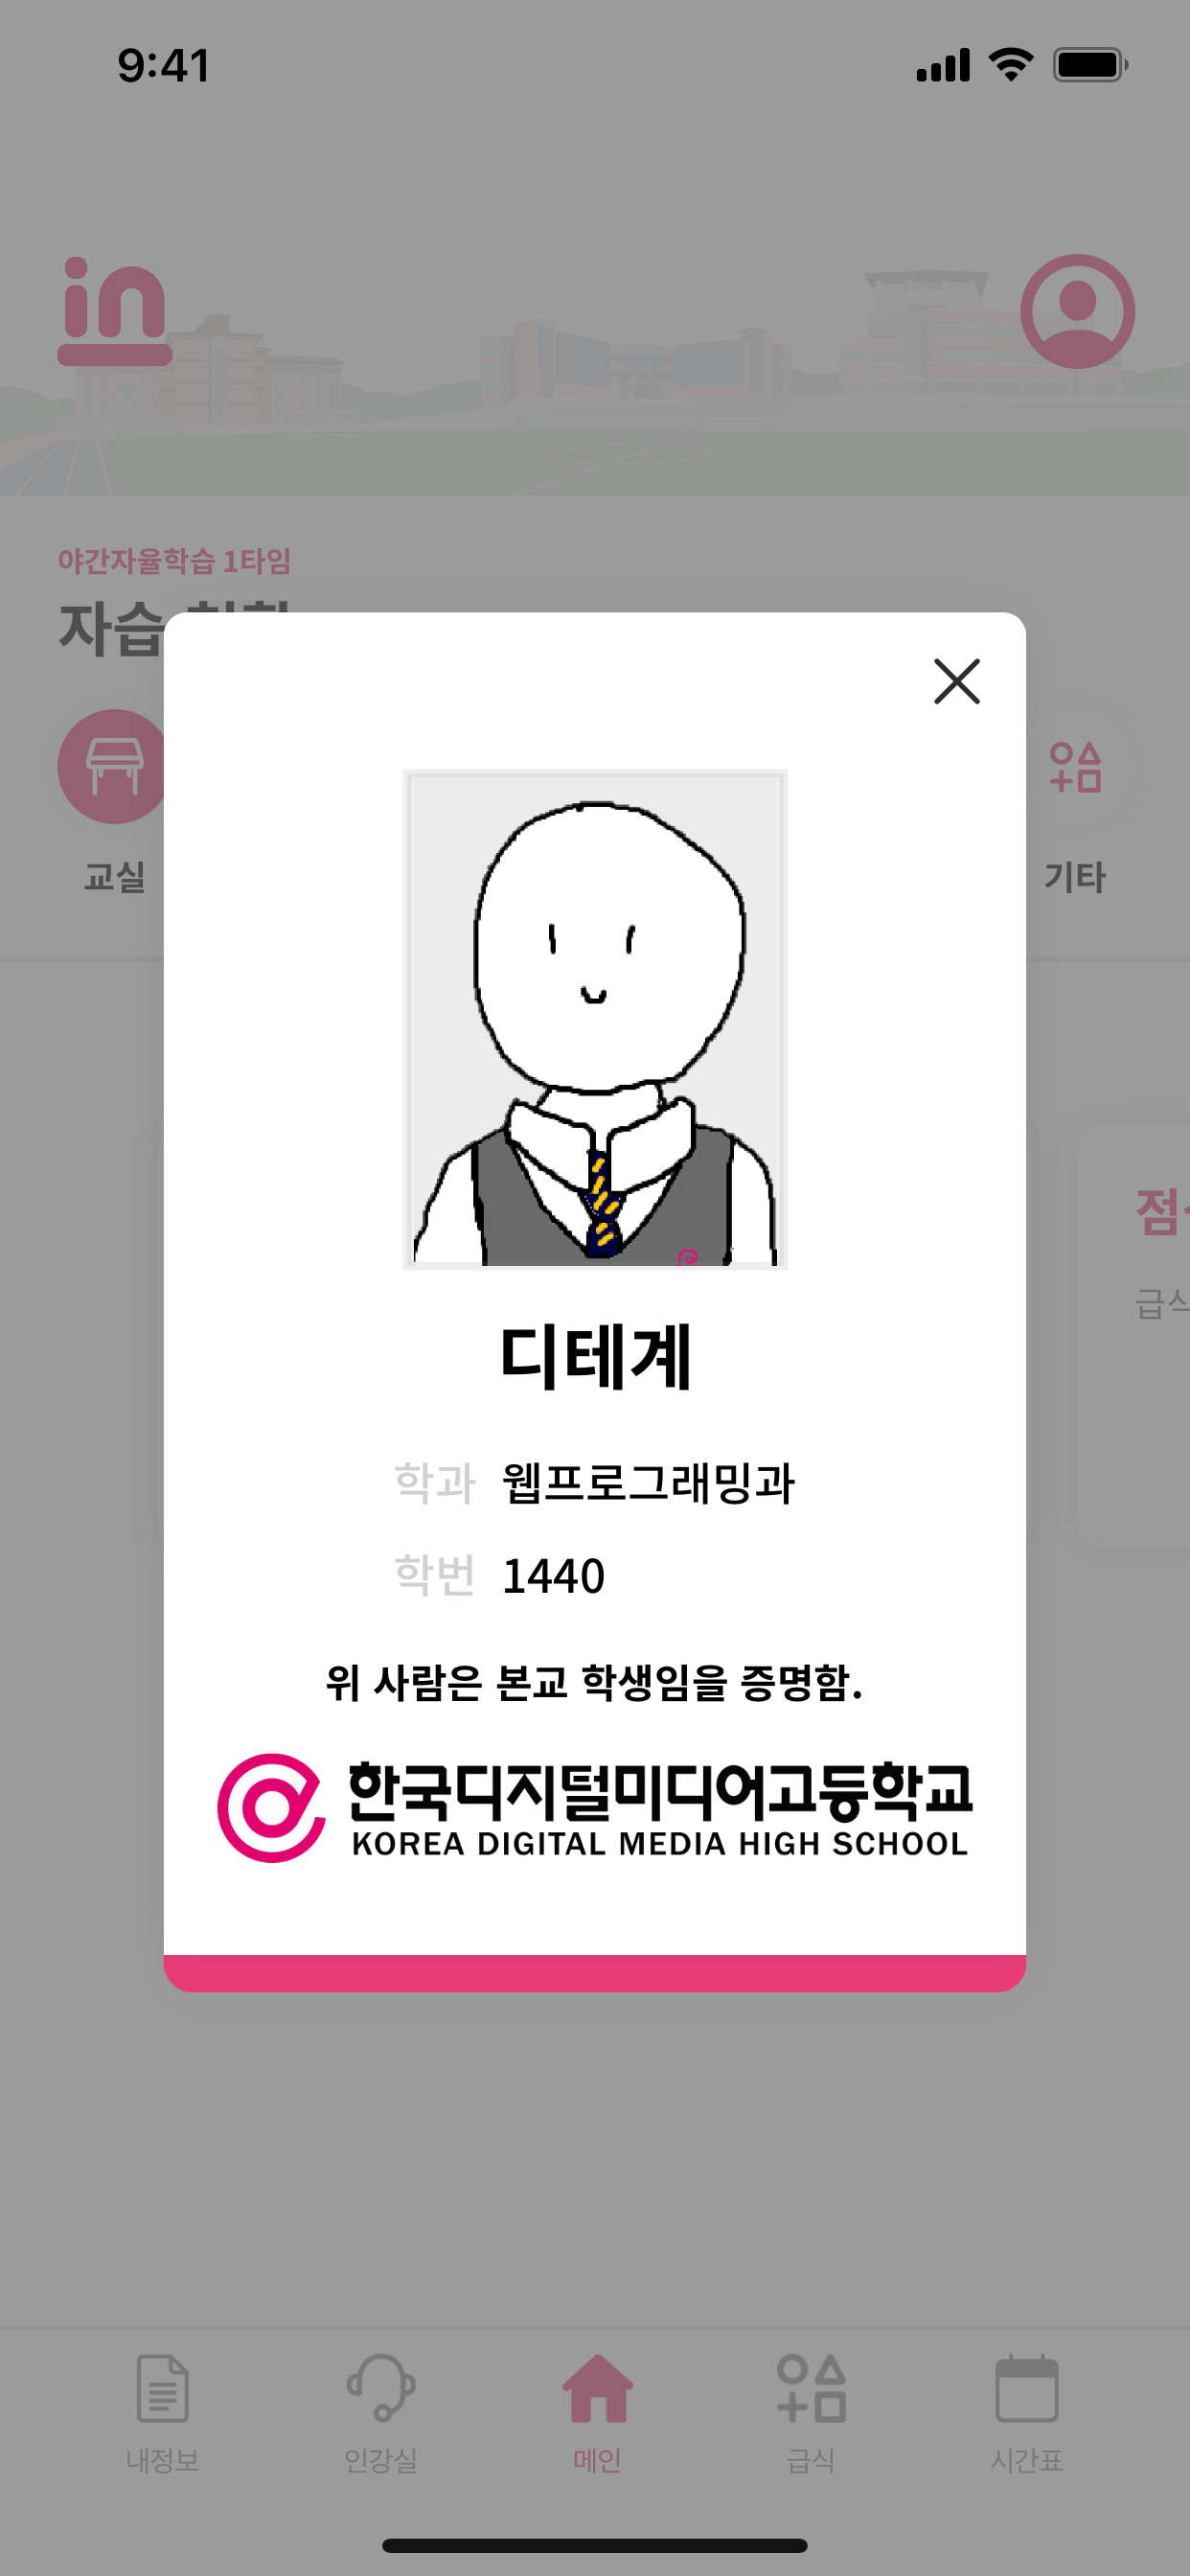 9:41
in
야간자율학습 1타임
자습
교실
기타
급식
디테계
학과 웹프로그래밍과
학번 1440
위 사람은 본교 학생임을 증명함.
한국디지털미디어고등학교
KOREA DIGITAL MEDIA HIGH SCHOOL
내정보
인강실
메인
급식
시간표